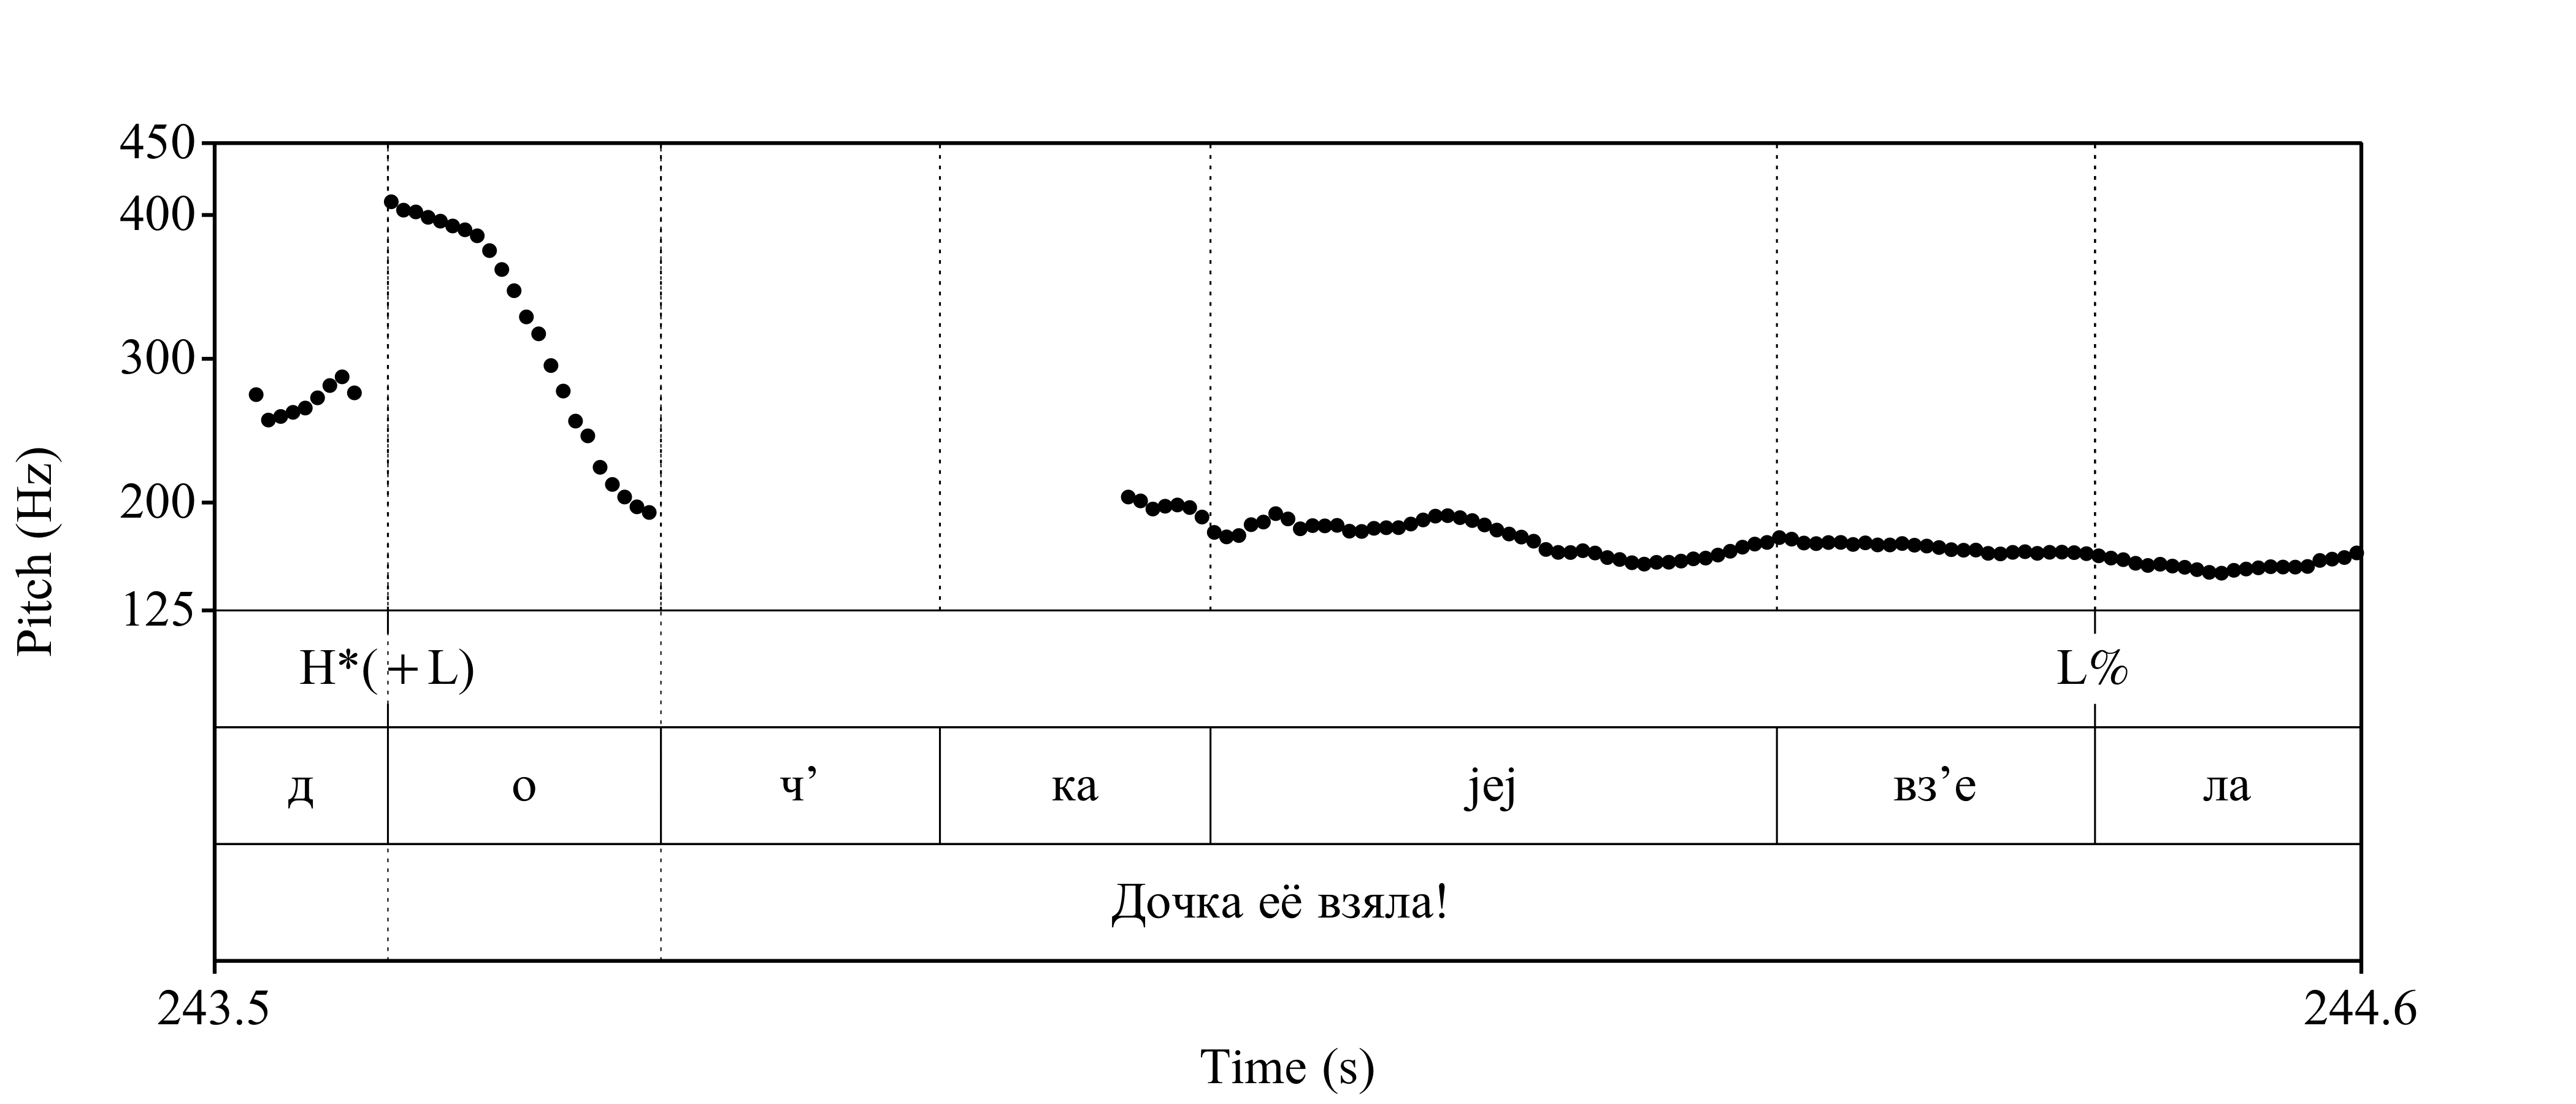 450
400
300
200
125
Pitch (Hz)
H*(+L) L%
д о ч’ ка jej вз’е ла
Дочка её взяла!
243.5 244.6
Time (s)